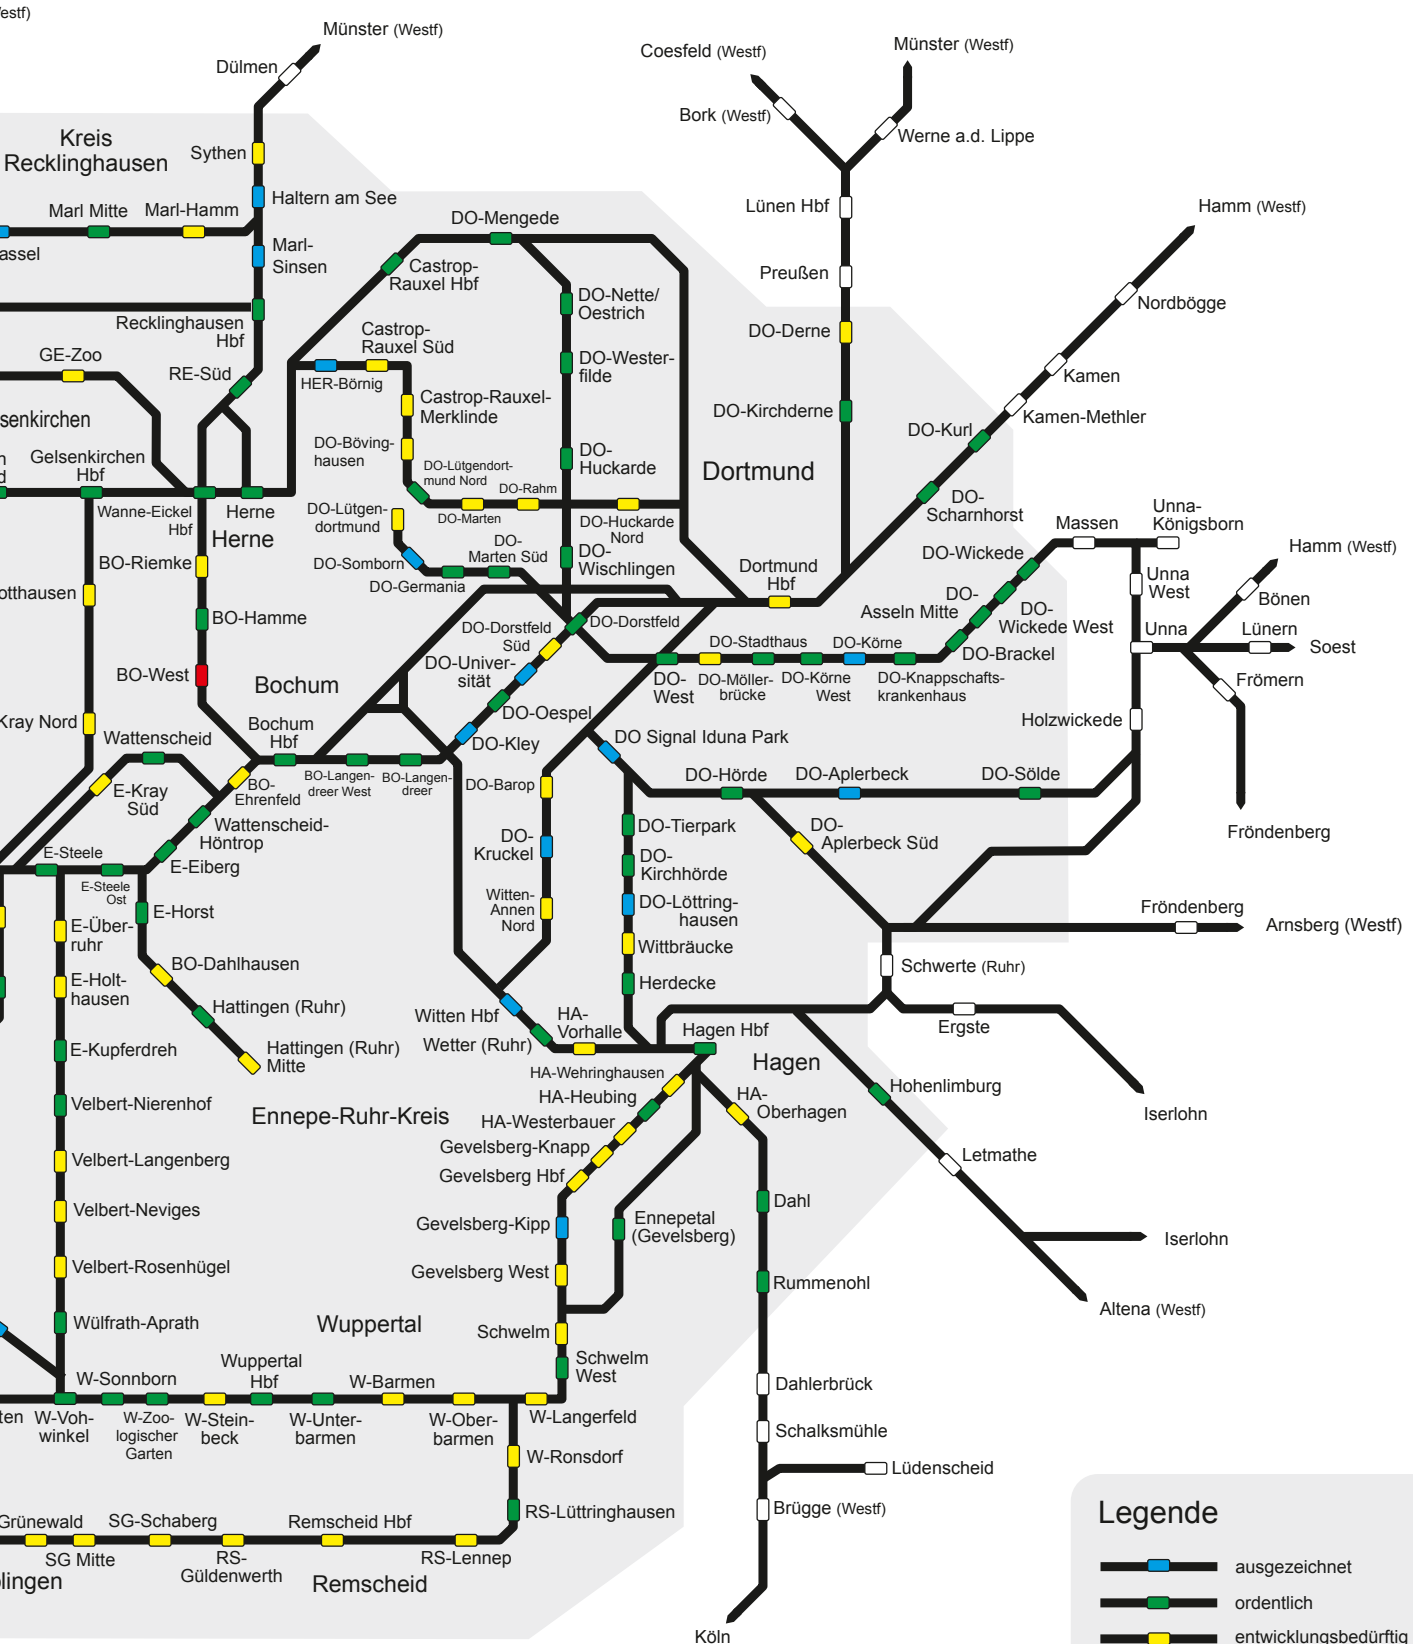 Münster (Westf)
Coesfeld (Westf)
Münster (Westf)
Dülmen
Bork (Westf)
Werne a.d. Lippe
Kreis
Recklinghausen
Sythen
Haltern am See
Marl Mitte
Marl-Hamm
Lünen Hbf
Hamm (Westf)
DO-Mengede
Marl-
Sinsen
Castrop-
Rauxel Hbf
Preußen
Nordbögge
DO-Nette/
Oestrich
Recklinghausen
Hbf
Castrop-
Rauxel Süd
DO-Derne
GE-Zoo
RE-Süd
HER-Börnig
DO-Wester-
filde
Kamen
Castrop-Rauxel-
Merklinde
DO-Kirchderne
Kamen-Methler
DO-Kurl
DO-Böving-
hausen
DO-
Huckarde
Dortmund
Gelsenkirchen
Hbf
DO-Lütgendort-
mund Nord
DO-Rahm
DO-
Scharnhorst
Wanne-Eickel
Hbf
Herne
Herne
DO-Lütgen-
dortmund
DO-Marten
DO-Huckarde
Nord
Massen
Unna-
Königsborn
Hamm (Westf)
DO-
Marten Süd
DO-Somborn
DO-Germania
DO-
Wischlingen
Dortmund
Hbf
DO-Wickede
BO-Riemke
Unna
West
Bönen
DO-
Asseln Mitte
DO-
Wickede West
BO-Hamme
DO-Dorstfeld
Süd
DO-Dorstfeld
DO-Stadthaus
DO-Körne
DO-Brackel
Unna
Lünern
Soest
BO-West
Bochum
DO-Univer-
sität
DO-
West
DO-Möller-
brücke
DO-Körne
West
DO-Knappschafts-
krankenhaus
Frömern
DO-Oespel
Kray Nord
Wattenscheid
Bochum
Hbf
DO-Kley
DO Signal Iduna Park
Holzwickede
BO-Langen-
dreer West
BO-Langen-
dreer
BO-
Ehrenfeld
E-Kray
Süd
DO-Barop
DO-Hörde
DO-Aplerbeck
DO-Sölde
Wattenscheid-
Höntrop
DO-Tierpark
DO-
Aplerbeck Süd
Fröndenberg
E-Steele
E-Eiberg
DO-
Kruckel
DO-
Kirchhörde
E-Steele
Ost
E-Horst
Witten-
Annen
Nord
DO-Löttring-
hausen
Fröndenberg
Arnsberg (Westf)
E-Über-
ruhr
Wittbräucke
BO-Dahlhausen
Schwerte (Ruhr)
E-Holt-
hausen
Herdecke
Hattingen (Ruhr)
Witten Hbf
HA-
Vorhalle
Ergste
Wetter (Ruhr)
Hagen Hbf
Hagen
E-Kupferdreh
Hattingen (Ruhr)
Mitte
HA-Wehringhausen
Hohenlimburg
HA-Heubing
HA-
Oberhagen
Iserlohn
Velbert-Nierenhof
Ennepe-Ruhr-Kreis
HA-Westerbauer
Gevelsberg-Knapp
Letmathe
Velbert-Langenberg
Gevelsberg Hbf
Dahl
Velbert-Neviges
Gevelsberg-Kipp
Ennepetal
(Gevelsberg)
Iserlohn
Velbert-Rosenhügel
Gevelsberg West
Rummenohl
Altena (Westf)
Wülfrath-Aprath
Wuppertal
Schwelm
Schwelm
West
W-Sonnborn
Wuppertal
Hbf
W-Barmen
Dahlerbrück
W-Voh-
winkel
W-Zoo-
logischer
Garten
W-Stein-
beck
W-Unter-
barmen
W-Ober-
barmen
W-Langerfeld
Schalksmühle
W-Ronsdorf
Lüdenscheid
Brügge (Westf)
RS-Lüttringhausen
Grünewald
SG-Schaberg
Remscheid Hbf
SG Mitte
RS-
Güldenwerth
RS-Lennep
Remscheid
Köln
Legende
ausgezeichnet
ordentlich
entwicklungsbedürftig